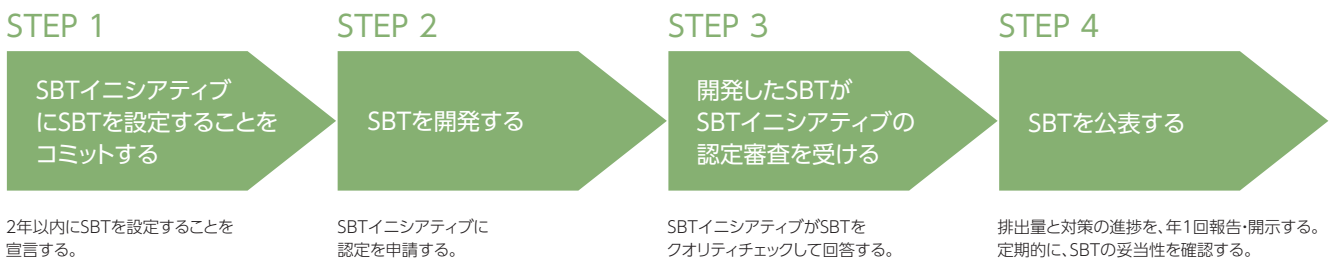 STEP 1
SBTイニシアティブ
にSBTを設定することを
コミットする
2年以内にSBTを設定することを
宣言する。
STEP 2
SBTを開発する
SBTイニシアティブに
認定を申請する。
STEP 3
開発したSBTが
SBTイニシアティブの
認定審査を受ける
SBTイニシアティブがSBTを
クオリティチェックして回答する。
STEP 4
SBTを公表する
排出量と対策の進捗を、年1回報告・開示する。
定期的に、SBTの妥当性を確認する。